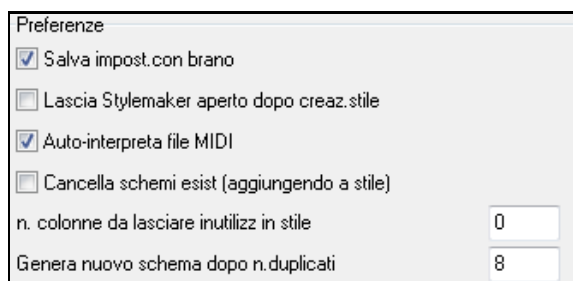 Preferenze
Salva impost.con brano
Lascia Stylemaker aperto dopo creaz.stile
Auto-interpreta file MIDI
Cancella schemi esist (aggiungendo a stile)
n. colonne da lasciare inutilizz in stile 0
Genera nuovo schema dopo n.duplicati 8